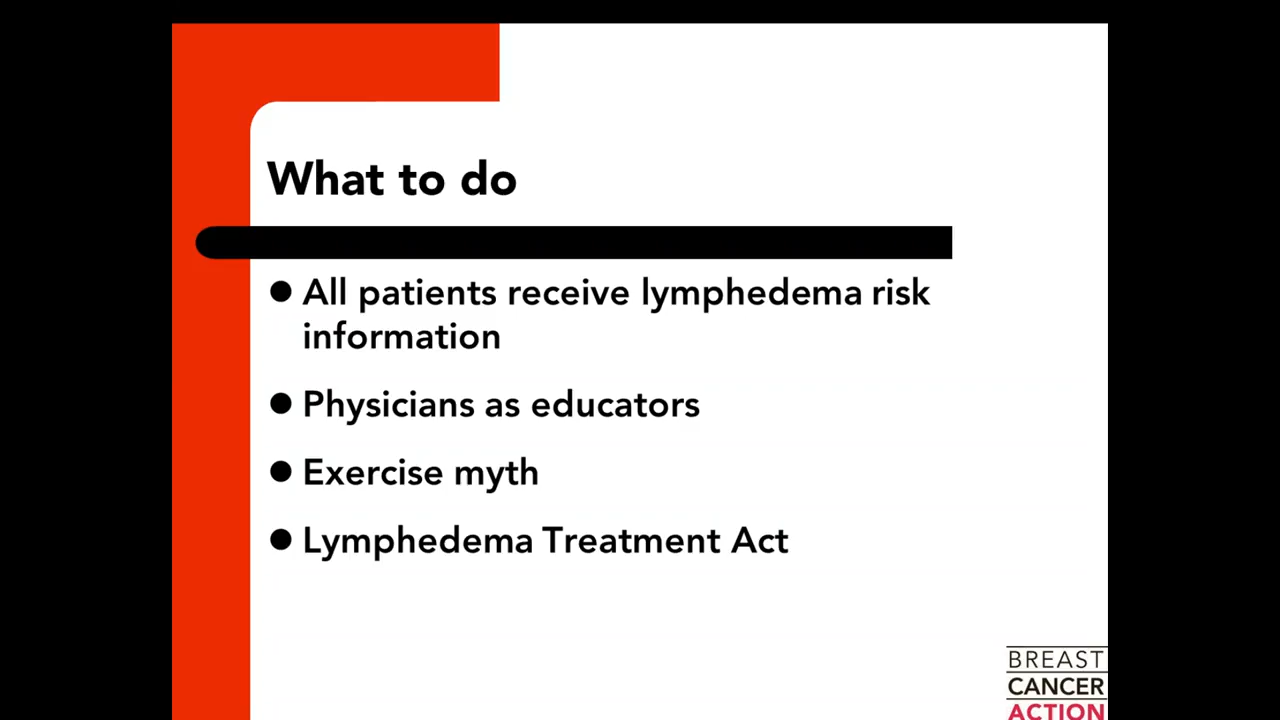 What to do
● All patients receive lymphedema risk
information
● Physicians as educators
● Exercise myth
● Lymphedema Treatment Act
BREAST
CANCER
ACTION